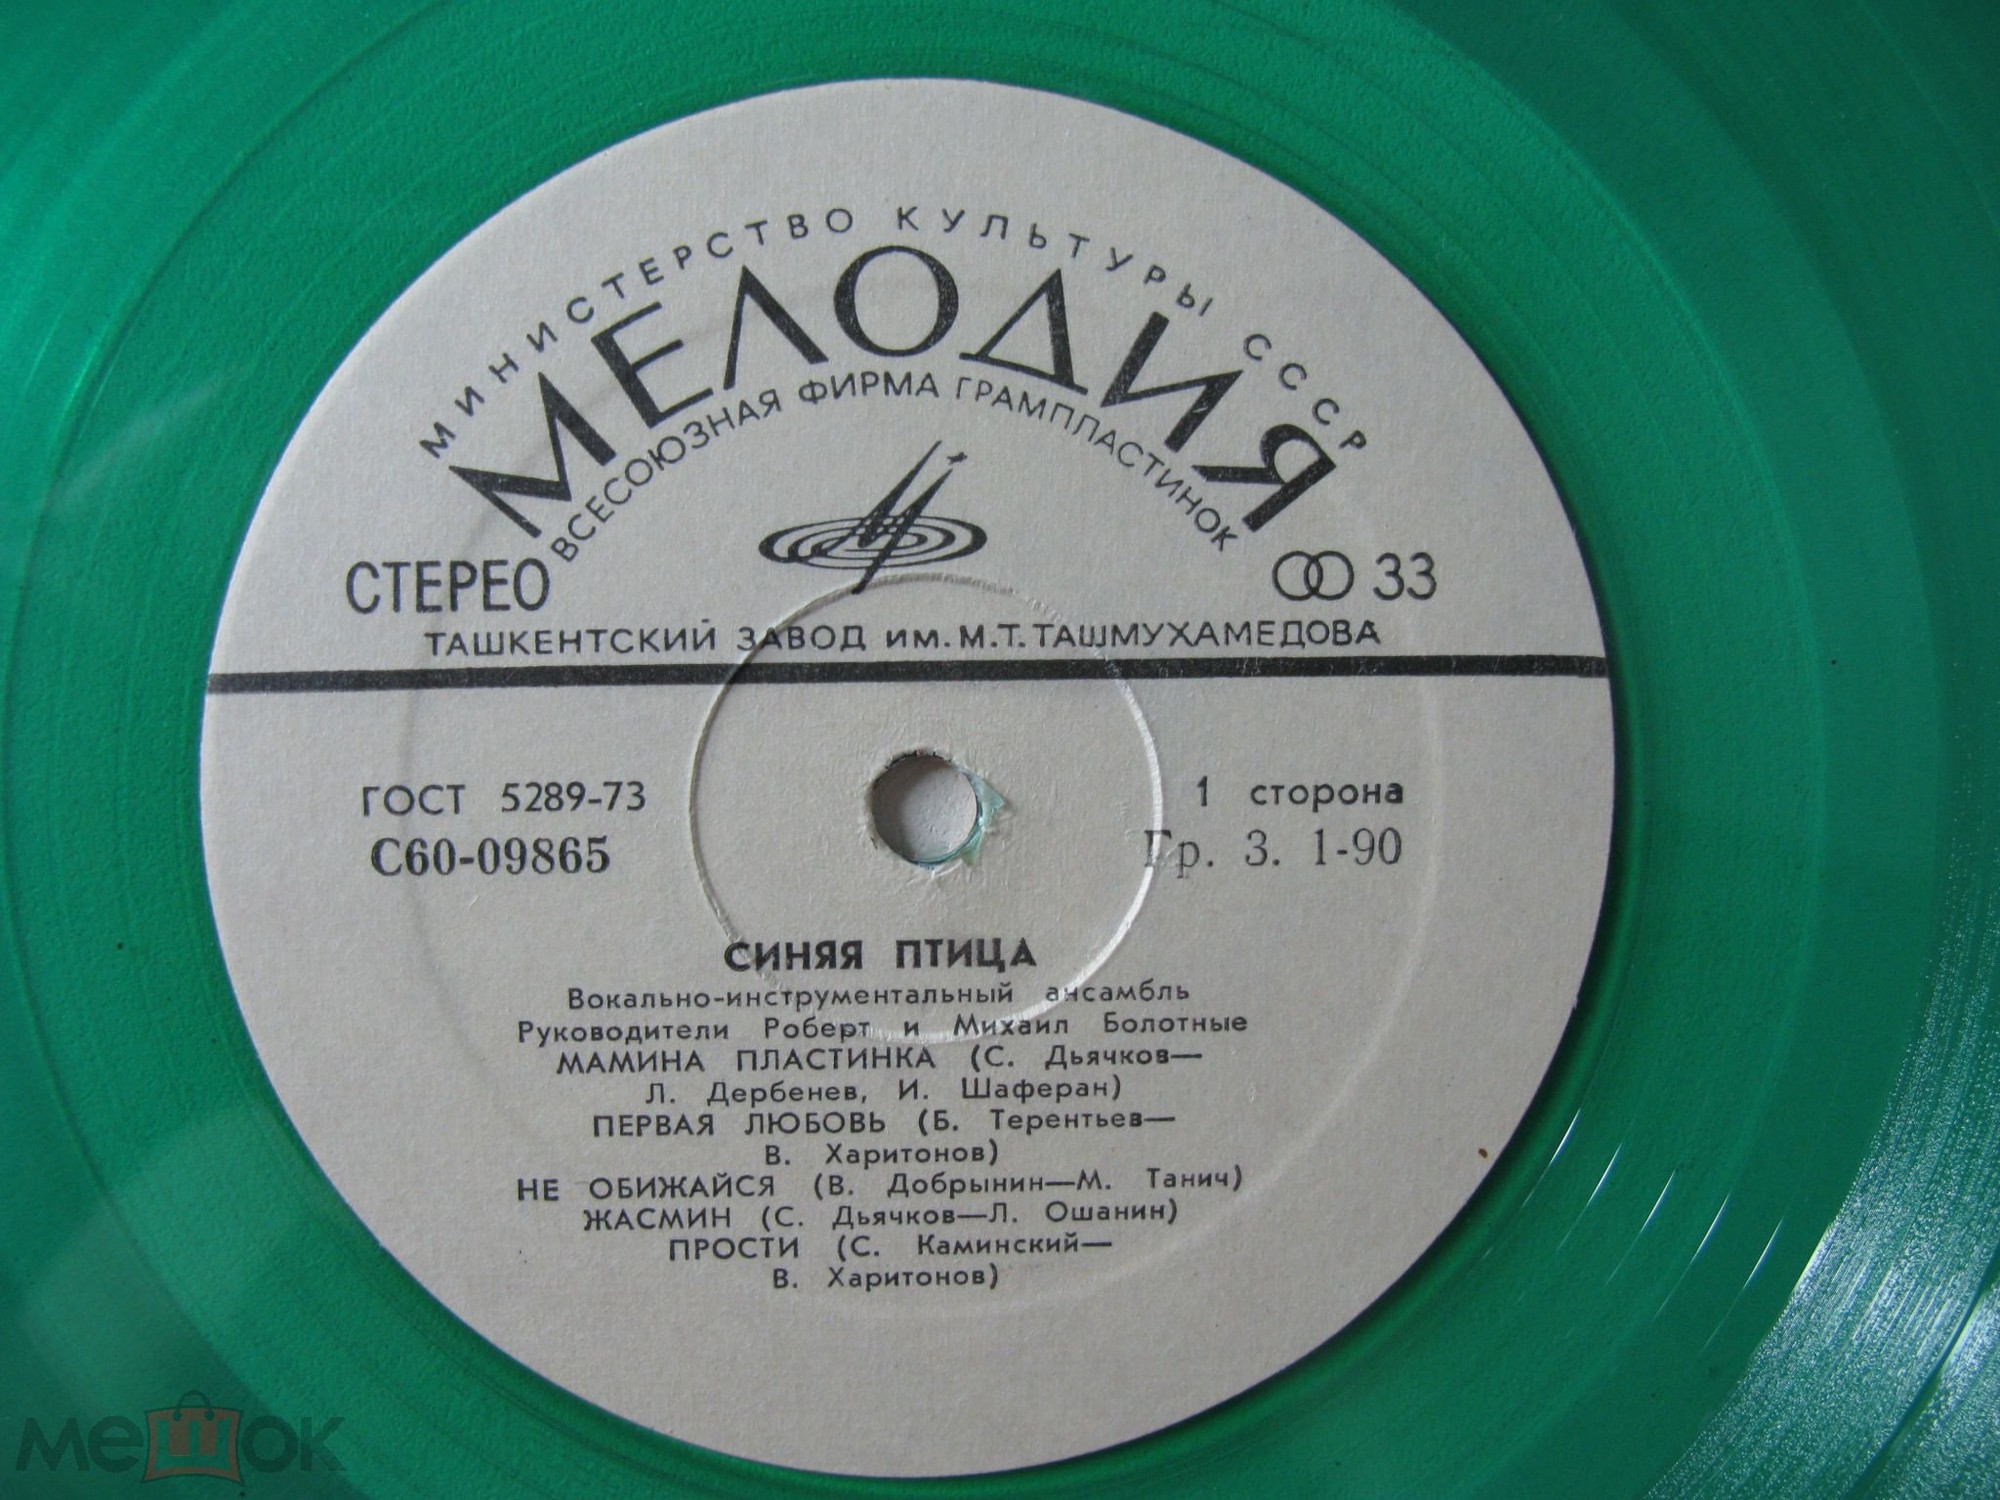 МИНИСТЕРСТВО КУЛЬТУРЫ СССР
МЕЛОДИЯ
ВСЕСОЮЗНАЯ ФИРМА ГРАМПЛАСТИНОК
СТЕРЕО
33
ТАШКЕНТСКИЙ ЗАВОД им. М.Т. ТАШМУХАМЕДОВА
ГОСТ 5289-73
1 сторона
С60-09865
Гр. 3. 1-90
СИНЯЯ ПТИЦА
Вокально-инструментальный ансамбль
Руководители Роберт и Михаил Болотные
МАМИНА ПЛАСТИНКА (С. Дьячков—
Л. Дербенев, И. Шаферан)
ПЕРВАЯ ЛЮБОВЬ (Б. Терентьев—
В. Харитонов)
НЕ ОБИЖАЙСЯ (В. Добрынин—М. Танич)
ЖАСМИН (С. Дьячков—Л. Ошанин)
ПРОСТИ (С. Каминский—
В. Харитонов)
мешок